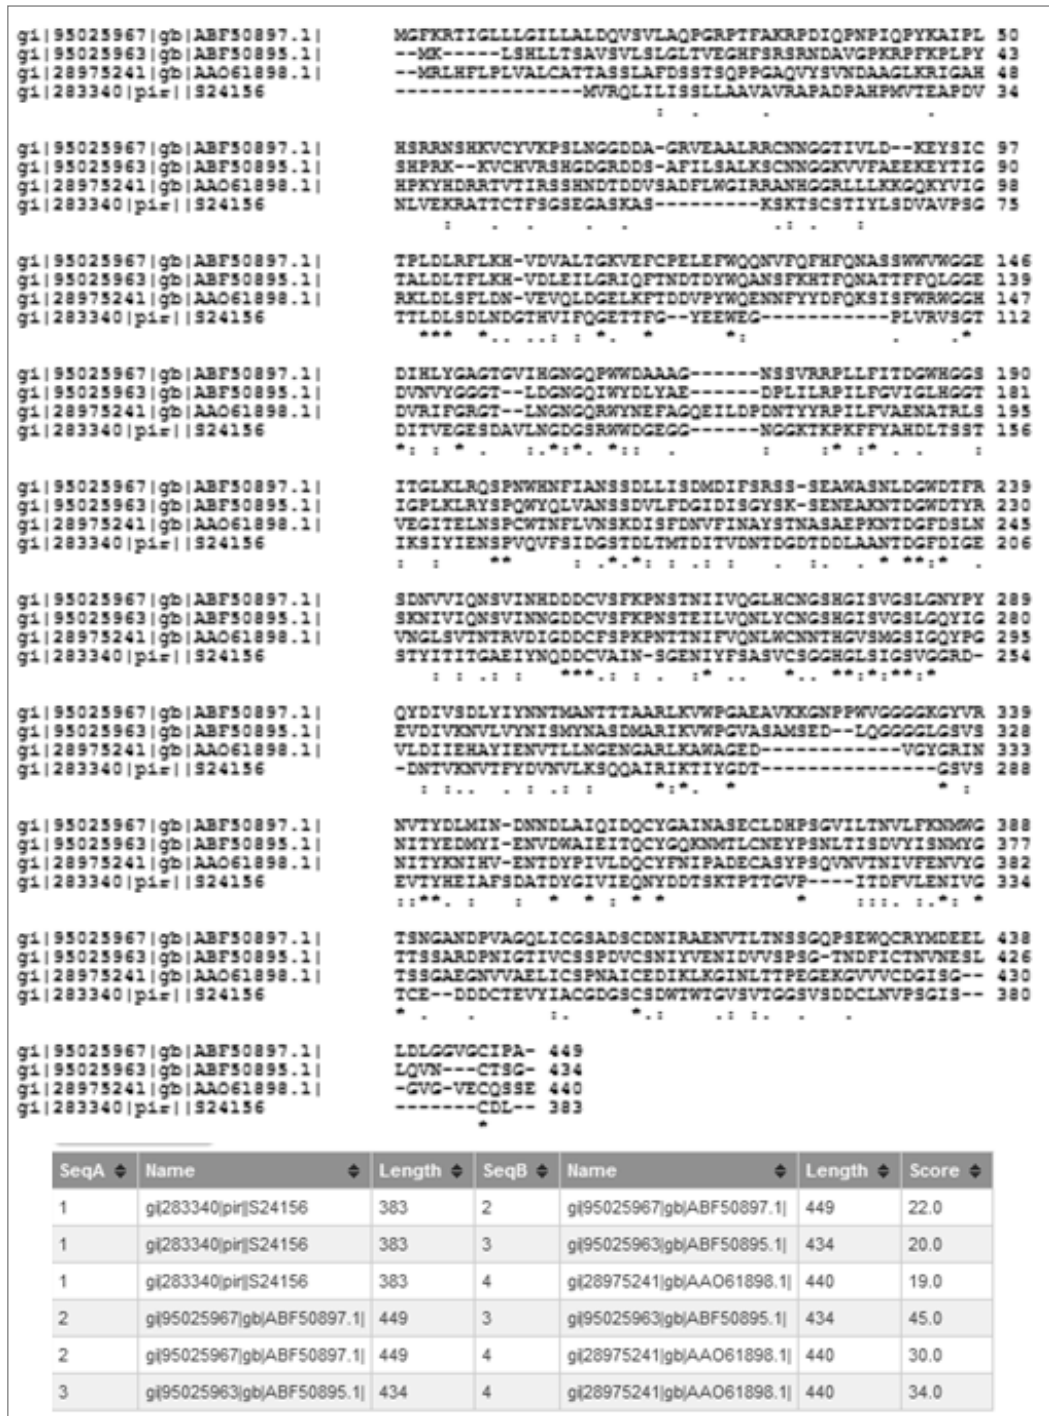 gi|95025967|gb|ABF50897.1| MGFKRTIGLLLGILLALDQVSVLAQPGRPTFAKRPDIQPNPIQPYKAIPL 50
gi|95025963|gb|ABF50895.1| --MK-----LSHLLTSAVSVLSLGLTVEGHFSRSRNDAVGPKRPFKPLPY 43
gi|28975241|gb|AAO61898.1| --MRLHFLPLVALCATTASSLAFDSSTSQPPGAQVYSVNDAAGLKRIGAH 48
gi|283340|pir||S24156 ----------------MVRQLILISSLLAAVAVRAPADPAHPMVTEAPDV 34
: . . .
gi|95025967|gb|ABF50897.1| HSRRNSHKVCYVKPSLNGGDDA-GRVEAALRRCNNGGTIVLD--KEYSIC 97
gi|95025963|gb|ABF50895.1| SHPRK--KVCHVRSHGDGRDDS-AFILSALKSCNNGGKVVFAEEKEYTIG 90
gi|28975241|gb|AAO61898.1| HPKYHDRRTVTIRSSHNDTDDVSADFLWGIRRANHGGRLLLKKGQKYVIG 98
gi|283340|pir||S24156 NLVEKRATTCTFSGSEGASKAS---------KSKTSCSTIYLSDVAVPSG 75
: . . . .: . :
gi|95025967|gb|ABF50897.1| TPLDLRFLKH-VDVALTGKVEFCPELEFWQQNVFQFHFQNASSWWVWGGE 146
gi|95025963|gb|ABF50895.1| TALDLTFLKH-VDLEILGRIQFTNDTDYWQANSFKHTFQNATTFFQLGGE 139
gi|28975241|gb|AAO61898.1| RKLDLSFLDN-VEVQLDGELKFTDDVPYWQENNFYYDFQKSISFWRWGGH 147
gi|283340|pir||S24156 TTLDLSDLNDGTHVIFQGETTFG--YEEWEG-----------PLVRVSGT 112
*** *.. ..: : *. * *: . .*
gi|95025967|gb|ABF50897.1| DIHLYGAGTGVIHGNGQPWWDAAAG------NSSVRRPLLFITDGWHGGS 190
gi|95025963|gb|ABF50895.1| DVNVYGGGT--LDGNGQIWYDLYAE------DPLILRPILFGVIGLHGGT 181
gi|28975241|gb|AAO61898.1| DVRIFGRGT--LNGNGQRWYNEFAGQEILDPDNTYYRPILFVAENATRLS 195
gi|283340|pir||S24156 DITVEGESDAVLNGDGSRWWDGEGG------NGGKTKPKFFYAHDLTSST 156
*: : * . :.*:*. *:: . : :* :* . :
gi|95025967|gb|ABF50897.1| ITGLKLRQSPNWHNFIANSSDLLISDMDIFSRSS-SEAWASNLDGWDTFR 239
gi|95025963|gb|ABF50895.1| IGPLKLRYSPQWYQLVANSSDVLFDGIDISGYSK-SENEAKNTDGWDTYR 230
gi|28975241|gb|AAO61898.1| VEGITELNSPCWTNFLVNSKDISFDNVFINAYSTNASAEPKNTDGFDSLN 245
gi|283340|pir||S24156 IKSIYIENSPVQVFSIDGSTDLTMTDITVDNTDGDTDDLAANTDGFDIGE 206
: : ** : .*.*: : .: : . :. . * **:* .
gi|95025967|gb|ABF50897.1| SDNVVIQNSVINHDDDCVSFKPNSTNIIVQGLHCNGSHGISVGSLGNYPY 289
gi|95025963|gb|ABF50895.1| SKNIVIQNSVINNGDDCVSFKPNSTEILVQNLYCNGSHGISVGSLGQYIG 280
gi|28975241|gb|AAO61898.1| VNGLSVTNTRVDIGDDCFSPKPNTTNIFVQNLWCNNTHGVSMGSIGQYPG 295
gi|283340|pir||S24156 STYITITGAEIYNQDDCVAIN-SGENIYFSASVCSGGHGLSIGSVGGRD- 254
: : .: : ***.: : . :* .. *.. **:*:**:*
gi|95025967|gb|ABF50897.1| QYDIVSDLYIYNNTMANTTTAARLKVWPGAEAVKKGNPPWVGGGGKGYVR 339
gi|95025963|gb|ABF50895.1| EVDIVKNVLVYNISMYNASDMARIKVWPGVASAMSED--LQGGGGLGSVS 328
gi|28975241|gb|AAO61898.1| VLDIIEHAYIENVTLLNGENGARLKAWAGED------------VGYGRIN 333
gi|283340|pir||S24156 -DNTVKNVTFYDVNVLKSQQAIRIKTIYGDT---------------GSVS 288
: :.. . : .: : *:*. * * :
gi|95025967|gb|ABF50897.1| NVTYDLMIN-DNNDLAIQIDQCYGAINASECLDHPSGVILTNVLFKNMWG 388
gi|95025963|gb|ABF50895.1| NITYEDMYI-ENVDWAIEITQCYGQKNMTLCNEYPSNLTISDVYISNMYG 377
gi|28975241|gb|AAO61898.1| NITYKNIHV-ENTDYPIVLDQCYFNIPADECASYPSQVNVTNIVFENVYG 382
gi|283340|pir||S24156 EVTYHEIAFSDATDYGIVIEQNYDDTSKTPTTGVP----ITDFVLENIVG 334
::**. : : * * : * * * :::. :.*: *
gi|95025967|gb|ABF50897.1| TSNGANDPVAGQLICGSADSCDNIRAENVTLTNSSGQPSEWQCRYMDEEL 438
gi|95025963|gb|ABF50895.1| TTSSARDPNIGTIVCSSPDVCSNIYVENIDVVSPSG-TNDFICTNVNESL 426
gi|28975241|gb|AAO61898.1| TSSGAEGNVVAELICSPNAICEDIKLKGINLTTPEGEKGVVVCDGISG-- 430
gi|283340|pir||S24156 TCE--DDDCTEVYIACGDGSCSDWTWTGVSVTGGSVSDDCLNVPSGIS-- 380
* . . :. *.: .: :. . .
gi|95025967|gb|ABF50897.1| LDLGGVGCIPA- 449
gi|95025963|gb|ABF50895.1| LQVN---CTSG- 434
gi|28975241|gb|AAO61898.1| -GVG-VECQSSE 440
gi|283340|pir||S24156 -------CDL-- 383
*
SeqA Name Length SeqB Name Length Score
1 gi|283340|pir||S24156 383 2 gi|95025967|gb|ABF50897.1| 449 22.0
1 gi|283340|pir||S24156 383 3 gi|95025963|gb|ABF50895.1| 434 20.0
1 gi|283340|pir||S24156 383 4 gi|28975241|gb|AAO61898.1| 440 19.0
2 gi|95025967|gb|ABF50897.1| 449 3 gi|95025963|gb|ABF50895.1| 434 45.0
2 gi|95025967|gb|ABF50897.1| 449 4 gi|28975241|gb|AAO61898.1| 440 30.0
3 gi|95025963|gb|ABF50895.1| 434 4 gi|28975241|gb|AAO61898.1| 440 34.0